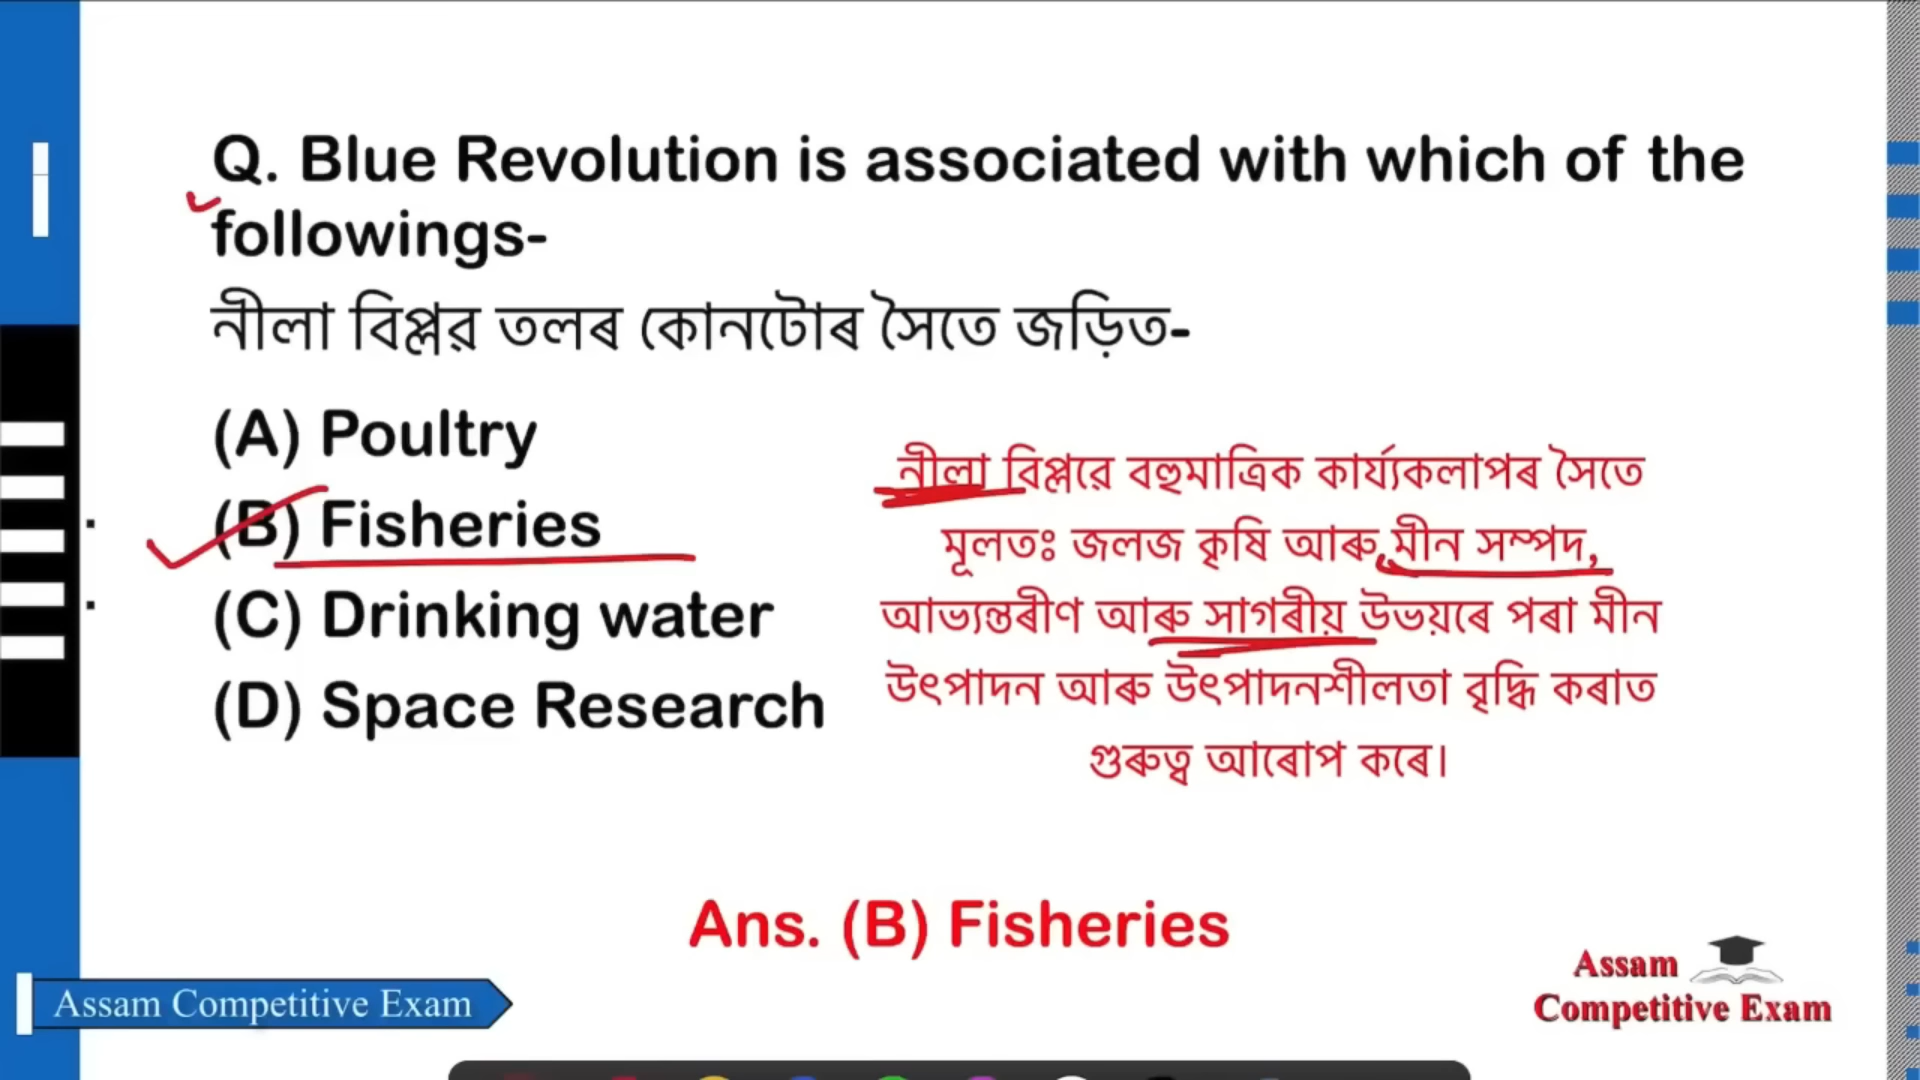 Q. Blue Revolution is associated with which of the
followings-
নীলা বিপ্লৱ তলৰ কোনটোৰ সৈতে জড়িত-
(A) Poultry
(B) Fisheries
(C) Drinking water
(D) Space Research
নীলা বিপ্লৱে বহুমাত্ৰিক কাৰ্য্যকলাপৰ সৈতে
মূলতঃ জলজ কৃষি আৰু মীন সম্পদ,
আভ্যন্তৰীণ আৰু সাগৰীয় উভয়ৰে পৰা মীন
উৎপাদন আৰু উৎপাদনশীলতা বৃদ্ধি কৰাত
গুৰুত্ব আৰোপ কৰে।
Ans. (B) Fisheries
Assam Competitive Exam
Assam
Competitive Exam